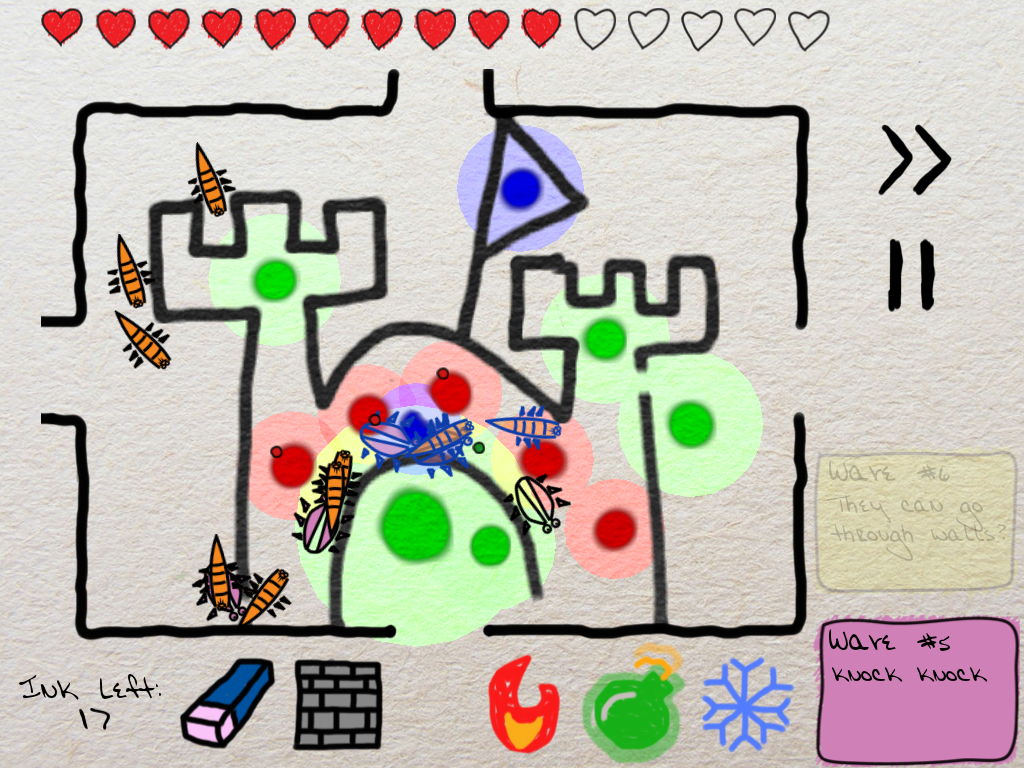 Wave #6
They can go
through walls?
Wave #5
Knock Knock
Ink Left:
17